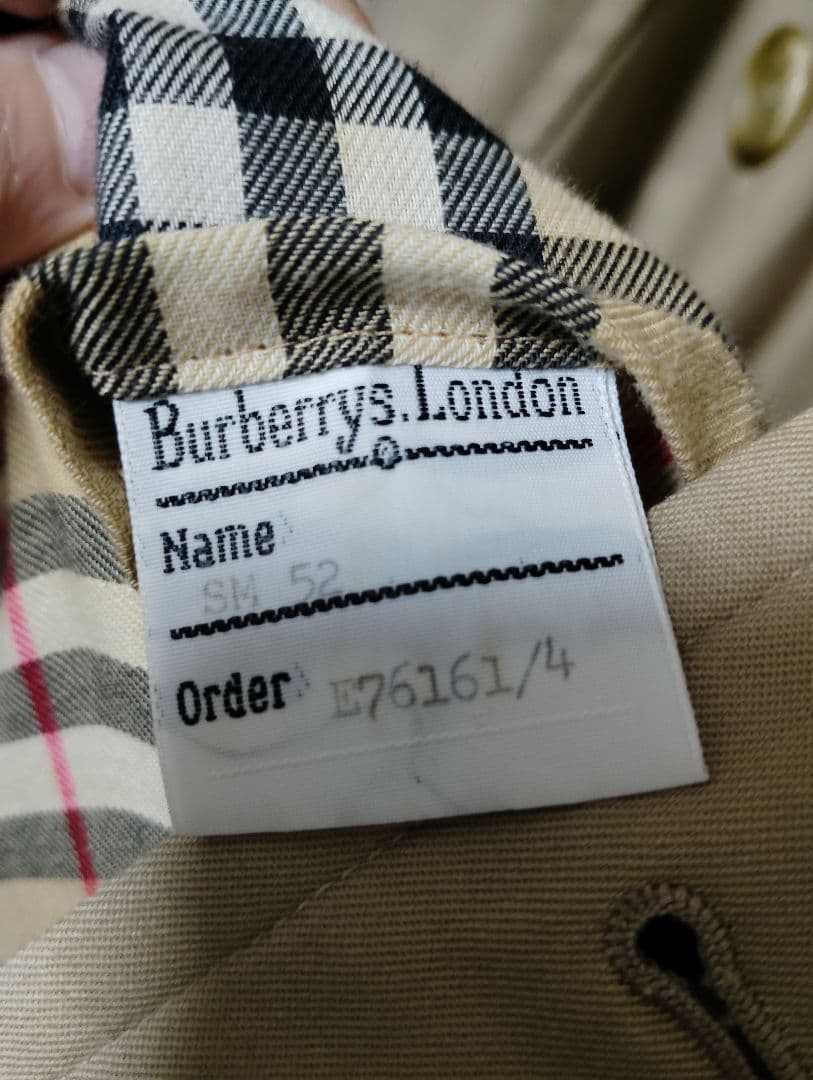 Burberrys. London
Name
SM 52
Order E76161/4